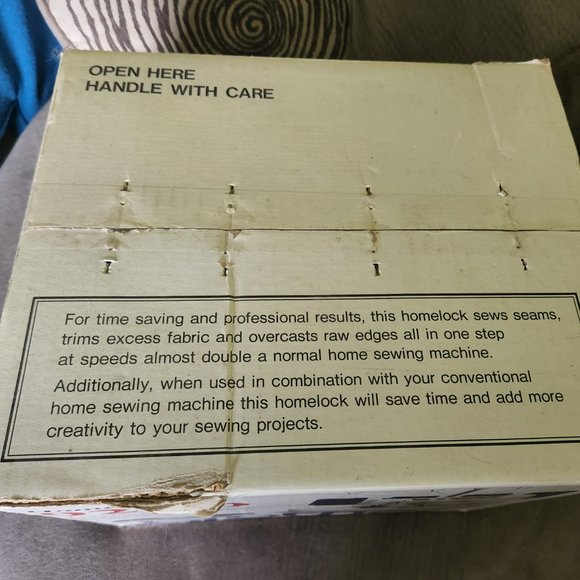 OPEN HERE
HANDLE WITH CARE
For time saving and professional results, this homelock sews seams,
trims excess fabric and overcasts raw edges all in one step
at speeds almost double a normal home sewing machine.
Additionally, when used in combination with your conventional
home sewing machine this homelock will save time and add more
creativity to your sewing projects.